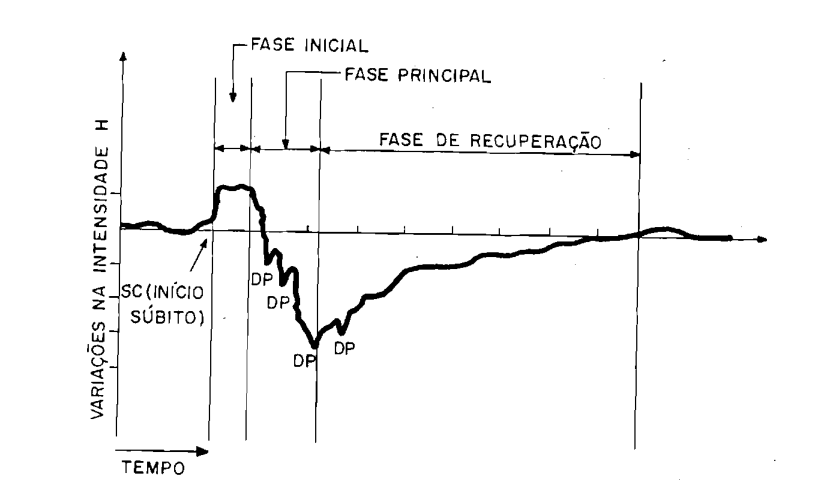 FASE INICIAL
FASE PRINCIPAL
FASE DE RECUPERAÇÃO
VARIAÇÕES NA INTENSIDADE H
SC(INÍCIO
SÚBITO)
DP
DP
DP
DP
TEMPO